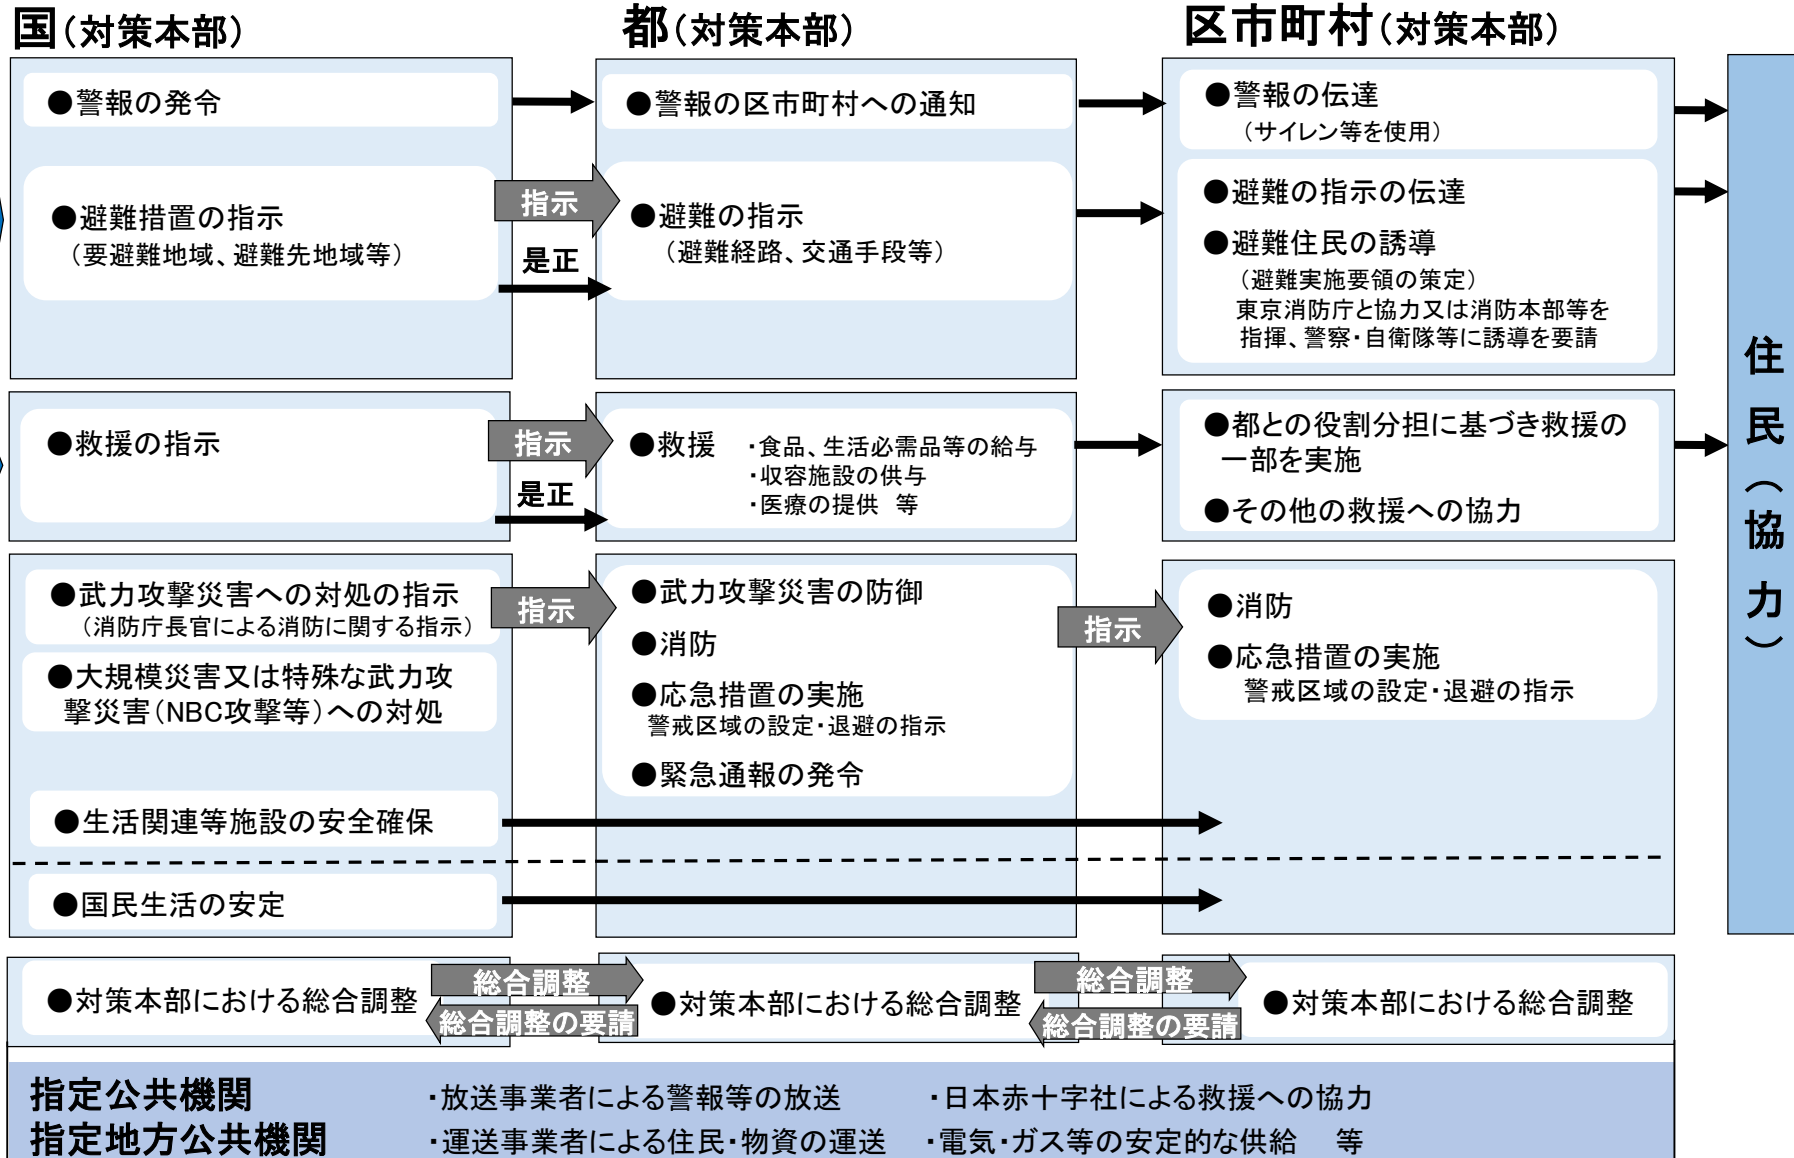 国（対策本部）
都（対策本部）
区市町村（対策本部）
●警報の発令
●警報の区市町村への通知
●警報の伝達
（サイレン等を使用）
●避難措置の指示
（要避難地域、避難先地域等）
指示
是正
●避難の指示
（避難経路、交通手段等）
●避難の指示の伝達
●避難住民の誘導
（避難実施要領の策定）
東京消防庁と協力又は消防本部等を
指揮、警察・自衛隊等に誘導を要請
●救援の指示
指示
是正
●救援
・食品、生活必需品等の給与
・収容施設の供与
・医療の提供　等
●都との役割分担に基づき救援の
一部を実施
●その他の救援への協力
●武力攻撃災害への対処の指示
（消防庁長官による消防に関する指示）
●大規模災害又は特殊な武力攻
撃災害（NBC攻撃等）への対処
指示
●武力攻撃災害の防御
●消防
●応急措置の実施
警戒区域の設定・退避の指示
●緊急通報の発令
指示
●消防
●応急措置の実施
警戒区域の設定・退避の指示
●生活関連等施設の安全確保
●国民生活の安定
住民（協力）
●対策本部における総合調整
総合調整
総合調整の要請
●対策本部における総合調整
総合調整
総合調整の要請
●対策本部における総合調整
指定公共機関
・放送事業者による警報等の放送
・日本赤十字社による救援への協力
指定地方公共機関
・運送事業者による住民・物資の運送
・電気・ガス等の安定的な供給　等